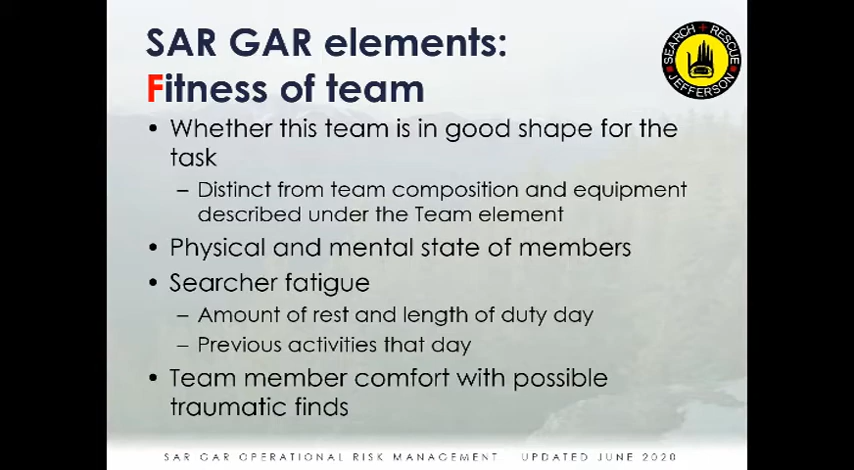 SAR GAR elements:
Fitness of team
SEARCH + RESCUE
JEFFERSON
• Whether this team is in good shape for the
task
– Distinct from team composition and equipment
described under the Team element
• Physical and mental state of members
• Searcher fatigue
– Amount of rest and length of duty day
– Previous activities that day
• Team member comfort with possible
traumatic finds
SAR GAR OPERATIONAL RISK MANAGEMENT UPDATED JUNE 2020